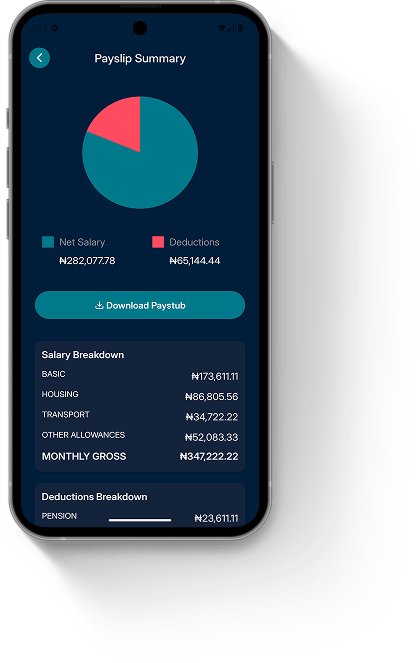 Payslip Summary
Net Salary
₦282,077.78
Deductions
₦65,144.44
Download Paystub
Salary Breakdown
BASIC ₦173,611.11
HOUSING ₦86,805.56
TRANSPORT ₦34,722.22
OTHER ALLOWANCES ₦52,083.33
MONTHLY GROSS ₦347,222.22
Deductions Breakdown
PENSION ₦23,611.11